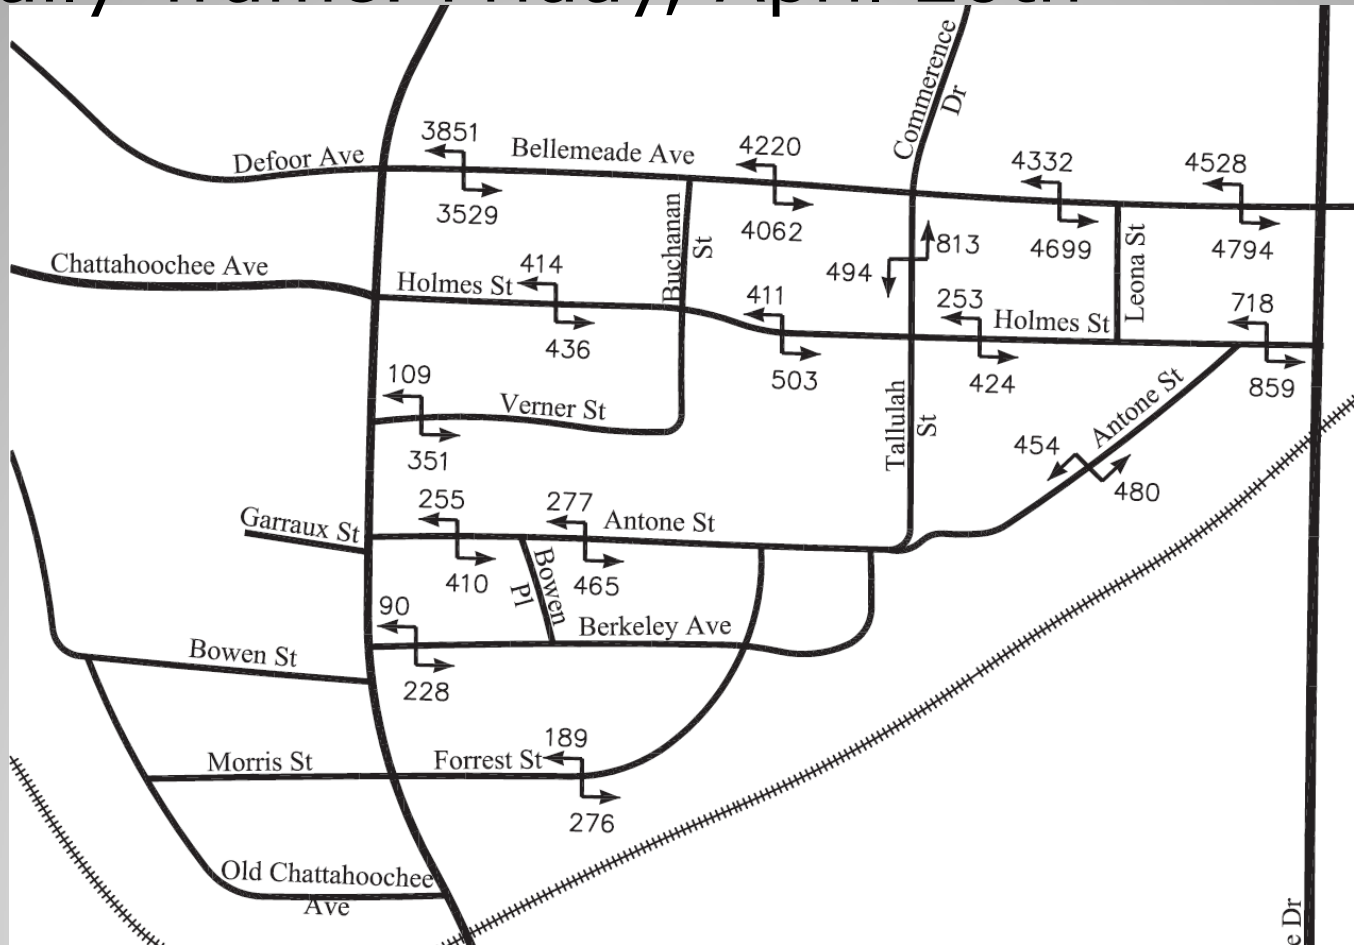 Friday, April
Commerence
Dr
3851
Bellemeade Ave
4220
4332
4528
Defoor Ave
3529
4062
4699
4794
Buchanan
St
813
494
Leona St
Chattahoochee Ave
414
Holmes St
436
411
503
253
Holmes St
424
718
859
109
Verner St
351
Tallulah
St
Antone St
454
480
255
277
Antone St
Garraux St
410
465
Bowen
Pl
90
Berkeley Ave
Bowen St
228
189
Morris St
Forrest St
276
Old Chattahoochee
Ave